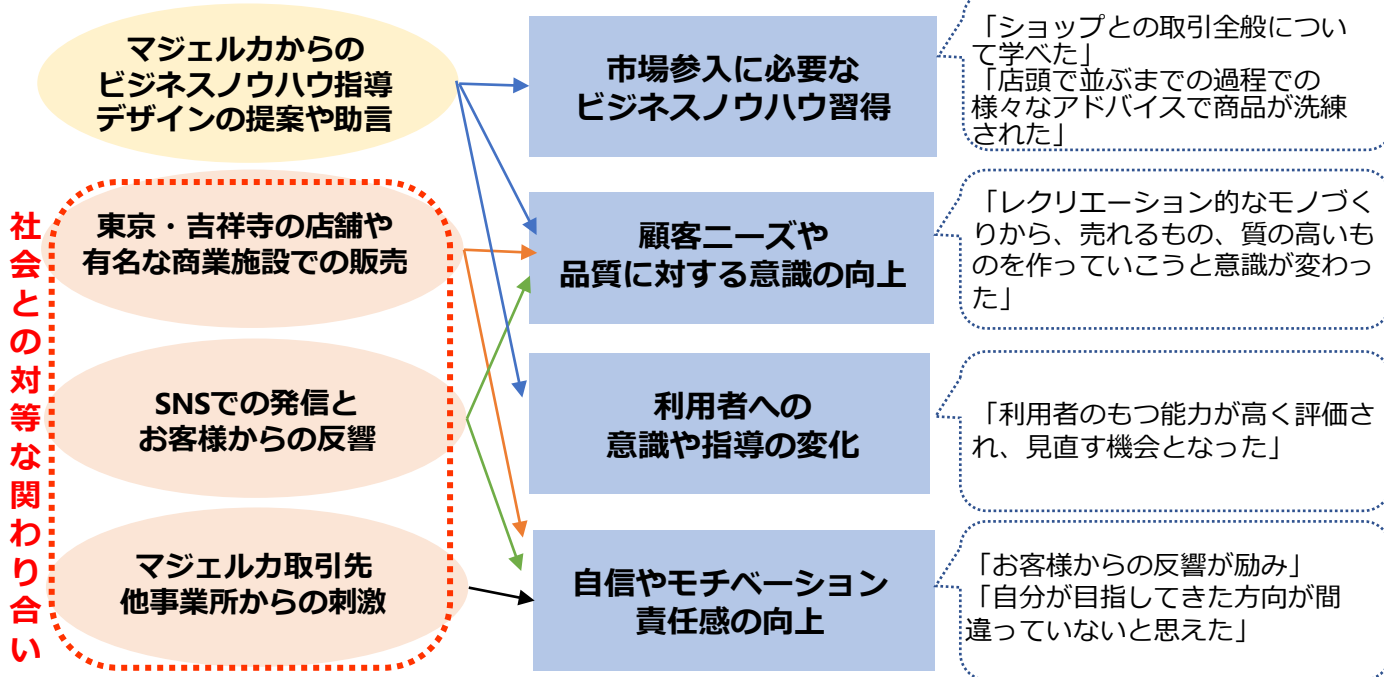 マジェルカからの
ビジネスノウハウ指導
デザインの提案や助言
市場参入に必要な
ビジネスノウハウ習得
「ショップとの取引全般につい
て学べた」
「店頭で並ぶまでの過程での
様々なアドバイスで商品が洗練
された」
社会との対等な関わり合い
東京・吉祥寺の店舗や
有名な商業施設での販売
顧客ニーズや
品質に対する意識の向上
「レクリエーション的なモノづく
りから、売れるもの、質の高いも
のを作っていこうと意識が変わっ
た」
SNSでの発信と
お客様からの反響
利用者への
意識や指導の変化
「利用者のもつ能力が高く評価さ
れ、見直す機会となった」
マジェルカ取引先
他事業所からの刺激
自信やモチベーション
責任感の向上
「お客様からの反響が励み」
「自分が目指してきた方向が間
違っていないと思えた」